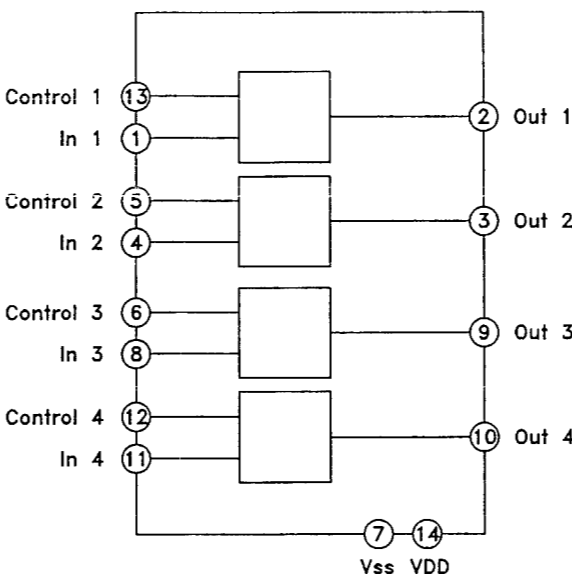 Control 1 13
In 1 1
2 Out 1
Control 2 5
In 2 4
3 Out 2
Control 3 6
In 3 8
9 Out 3
Control 4 12
In 4 11
10 Out 4
7 14
Vss VDD